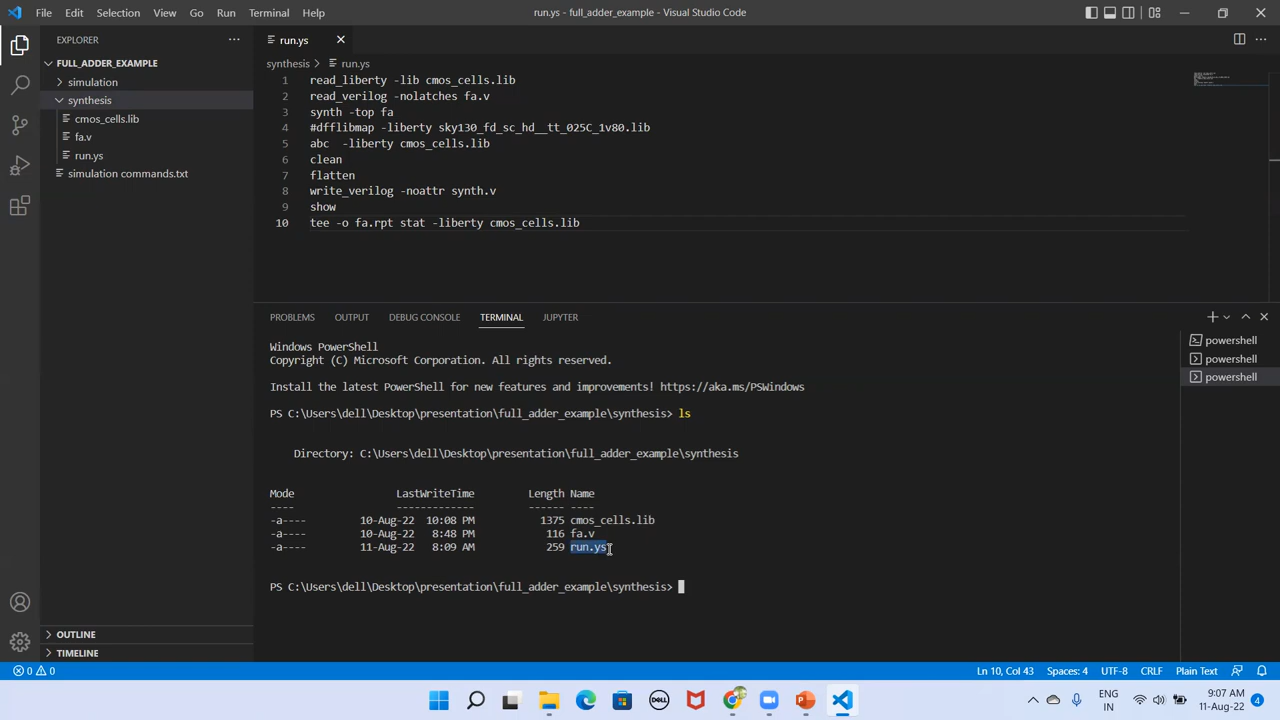 File Edit Selection View Go Run Terminal Help
run.ys - full_adder_example - Visual Studio Code
EXPLORER
FULL_ADDER_EXAMPLE
simulation
synthesis
cmos_cells.lib
fa.v
run.ys
simulation commands.txt
OUTLINE
TIMELINE
run.ys
synthesis > run.ys
1 read_liberty -lib cmos_cells.lib
2 read_verilog -nolatches fa.v
3 synth -top fa
4 #dfflibmap -liberty sky130_fd_sc_hd__tt_025C_1v80.lib
5 abc  -liberty cmos_cells.lib
6 clean
7 flatten
8 write_verilog -noattr synth.v
9 show
10 tee -o fa.rpt stat -liberty cmos_cells.lib
PROBLEMS OUTPUT DEBUG CONSOLE TERMINAL JUPYTER
Windows PowerShell
Copyright (C) Microsoft Corporation. All rights reserved.
Install the latest PowerShell for new features and improvements! https://aka.ms/PSWindows
PS C:\Users\dell\Desktop\presentation\full_adder_example\synthesis> ls
Directory: C:\Users\dell\Desktop\presentation\full_adder_example\synthesis
Mode LastWriteTime Length Name
---- ------------- ------ ----
-a---- 10-Aug-22 10:08 PM 1375 cmos_cells.lib
-a---- 10-Aug-22 8:48 PM 116 fa.v
-a---- 11-Aug-22 8:09 AM 259 run.ys
PS C:\Users\dell\Desktop\presentation\full_adder_example\synthesis>
powershell
powershell
powershell
0 0
Ln 10, Col 43 Spaces: 4 UTF-8 CRLF Plain Text
DELL
ENG
IN
9:07 AM
11-Aug-22
4